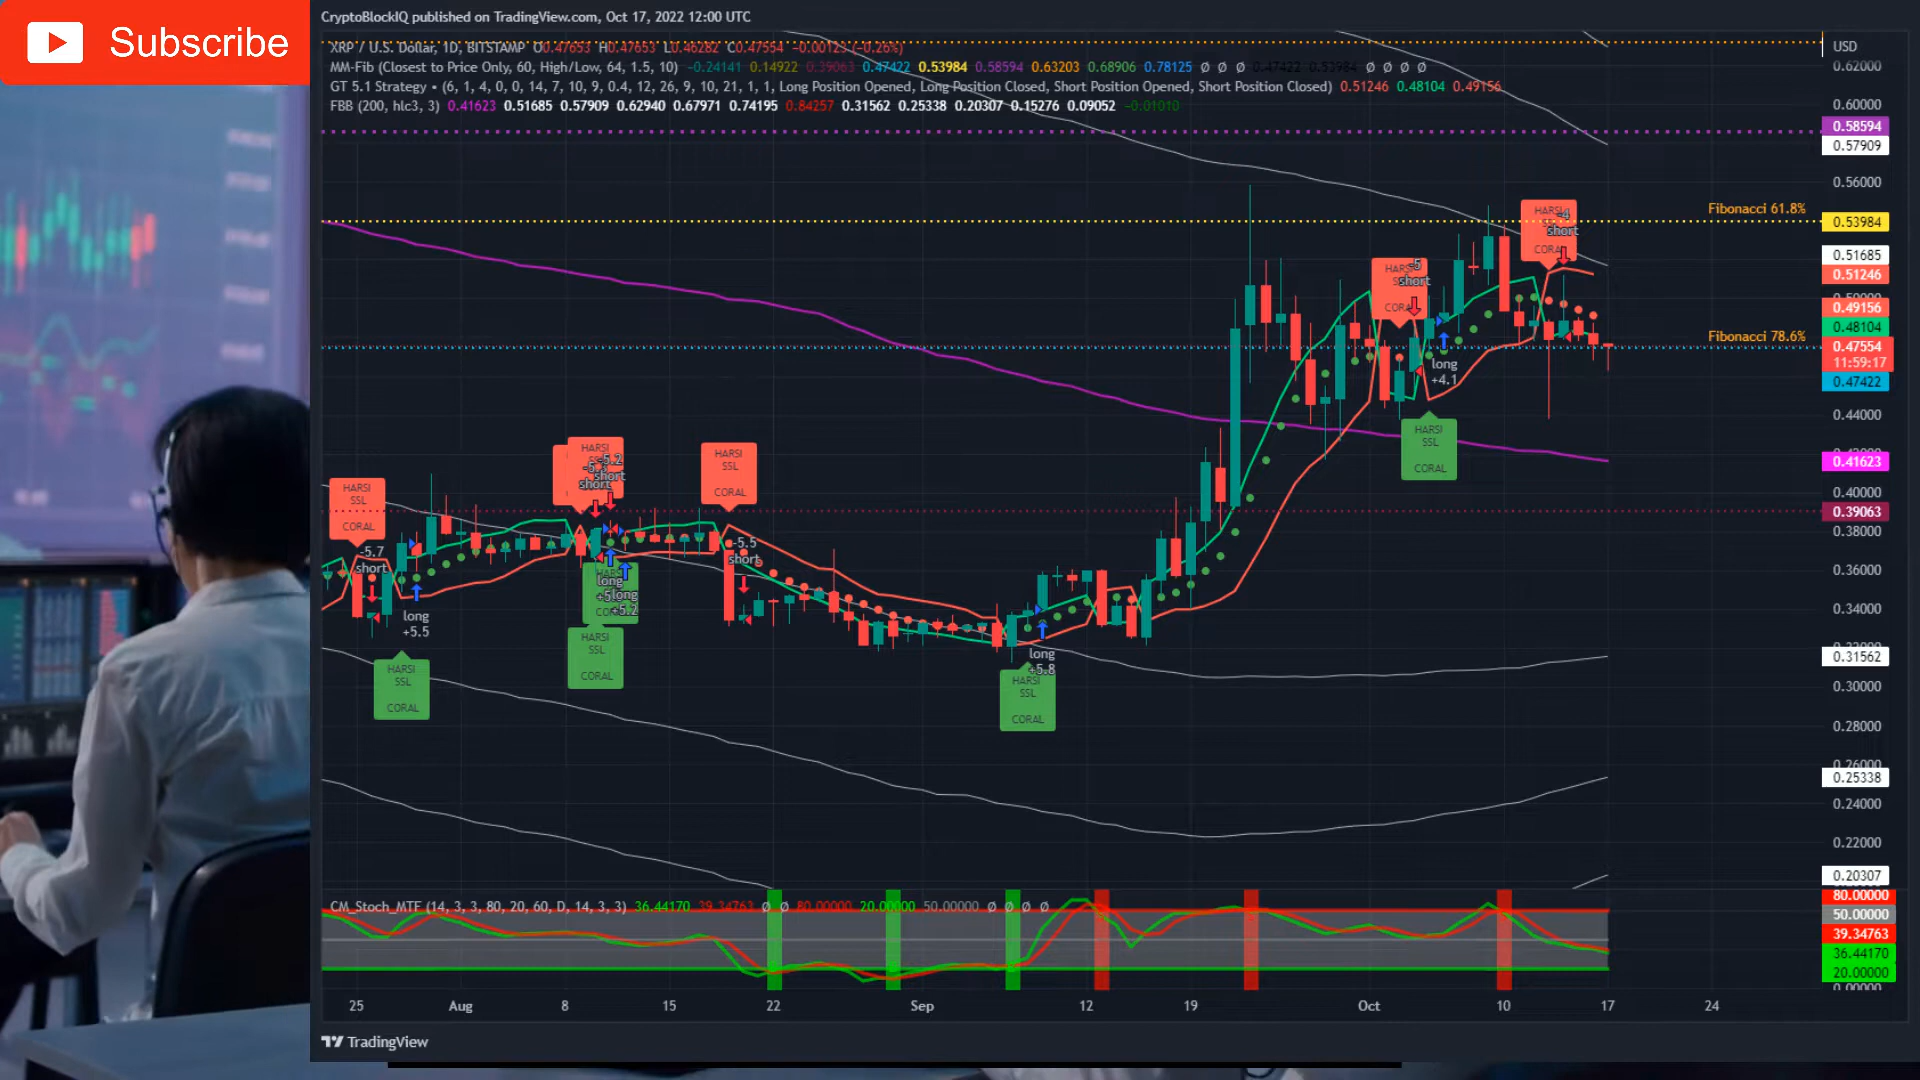 Subscribe
CryptoBlockIQ published on TradingView.com, Oct 17, 2022 12:00 UTC
XRP / U.S. Dollar, 1D, BITSTAMP O0.47653 H0.47653 L0.46282 C0.47554 −0.00123 (−0.26%)
MM-Fib (Closest to Price Only, 60, High/Low, 64, 1.5, 10) −0.24141 0.14922 0.39063 0.47422 0.53984 0.58594 0.63203 0.68906 0.78125 Ø Ø Ø 0.47422 0.53984 Ø Ø Ø Ø
GT 5.1 Strategy • (6, 1, 4, 0, 0, 14, 7, 10, 9, 0.4, 12, 26, 9, 10, 21, 1, 1, Long Position Opened, Long Position Closed, Short Position Opened, Short Position Closed) 0.51246 0.48104 0.49156
FBB (200, hlc3, 3) 0.41623 0.51685 0.57909 0.62940 0.67971 0.74195 0.84257 0.31562 0.25338 0.20307 0.15276 0.09052 −0.01010
USD
0.62000
0.60000
0.58594
0.57909
0.56000
Fibonacci 61.8%
0.53984
0.51685
0.51246
0.50000
0.49156
0.48104
Fibonacci 78.6%
0.47554
11:59:17
0.47422
0.44000
0.41623
0.40000
0.39063
0.38000
0.36000
0.34000
0.31562
0.30000
0.28000
0.26000
0.25338
0.24000
0.22000
0.20307
HARSI
SSL
CORAL
-5.7
short
long
+5.5
HARSI
SSL
CORAL
HARSI
-5.2
short
short
long
long
+5.2
HARSI
SSL
CORAL
HARSI
SSL
CORAL
-5.5
short
long
+5.8
HARSI
SSL
CORAL
-5
short
long
+4.1
HARSI
SSL
CORAL
HARSI
-4
short
CORAL
CM_Stoch_MTF (14, 3, 3, 80, 20, 60, D, 14, 3, 3) 36.44170 39.34763 Ø Ø 80.00000 20.00000 50.00000 Ø Ø Ø Ø
80.00000
50.00000
39.34763
36.44170
20.00000
0.00000
25 Aug 8 15 22 Sep 12 19 Oct 10 17 24
TradingView